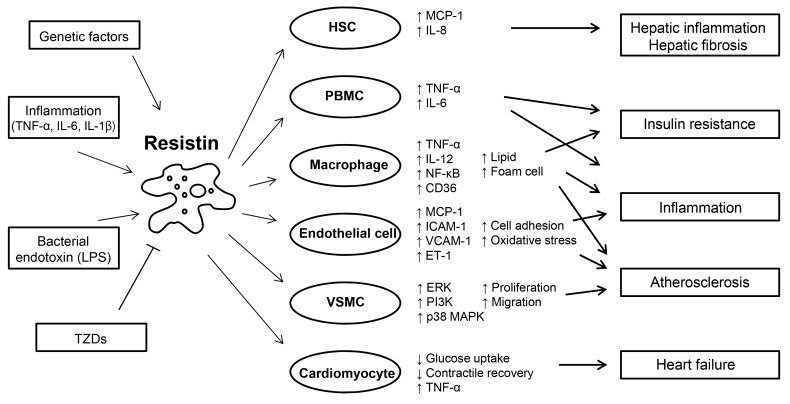 Genetic factors
Inflammation
(TNF-α, IL-6, IL-1β)
Resistin
Bacterial
endotoxin (LPS)
TZDs
HSC
↑ MCP-1
↑ IL-8
PBMC
↑ TNF-α
↑ IL-6
Macrophage
↑ TNF-α
↑ IL-12
↑ NF-κB
↑ CD36
↑ Lipid
↑ Foam cell
Endothelial cell
↑ MCP-1
↑ ICAM-1
↑ VCAM-1
↑ ET-1
↑ Cell adhesion
↑ Oxidative stress
VSMC
↑ ERK
↑ PI3K
↑ p38 MAPK
↑ Proliferation
↑ Migration
Cardiomyocyte
↓ Glucose uptake
↓ Contractile recovery
↑ TNF-α
Hepatic inflammation
Hepatic fibrosis
Insulin resistance
Inflammation
Atherosclerosis
Heart failure